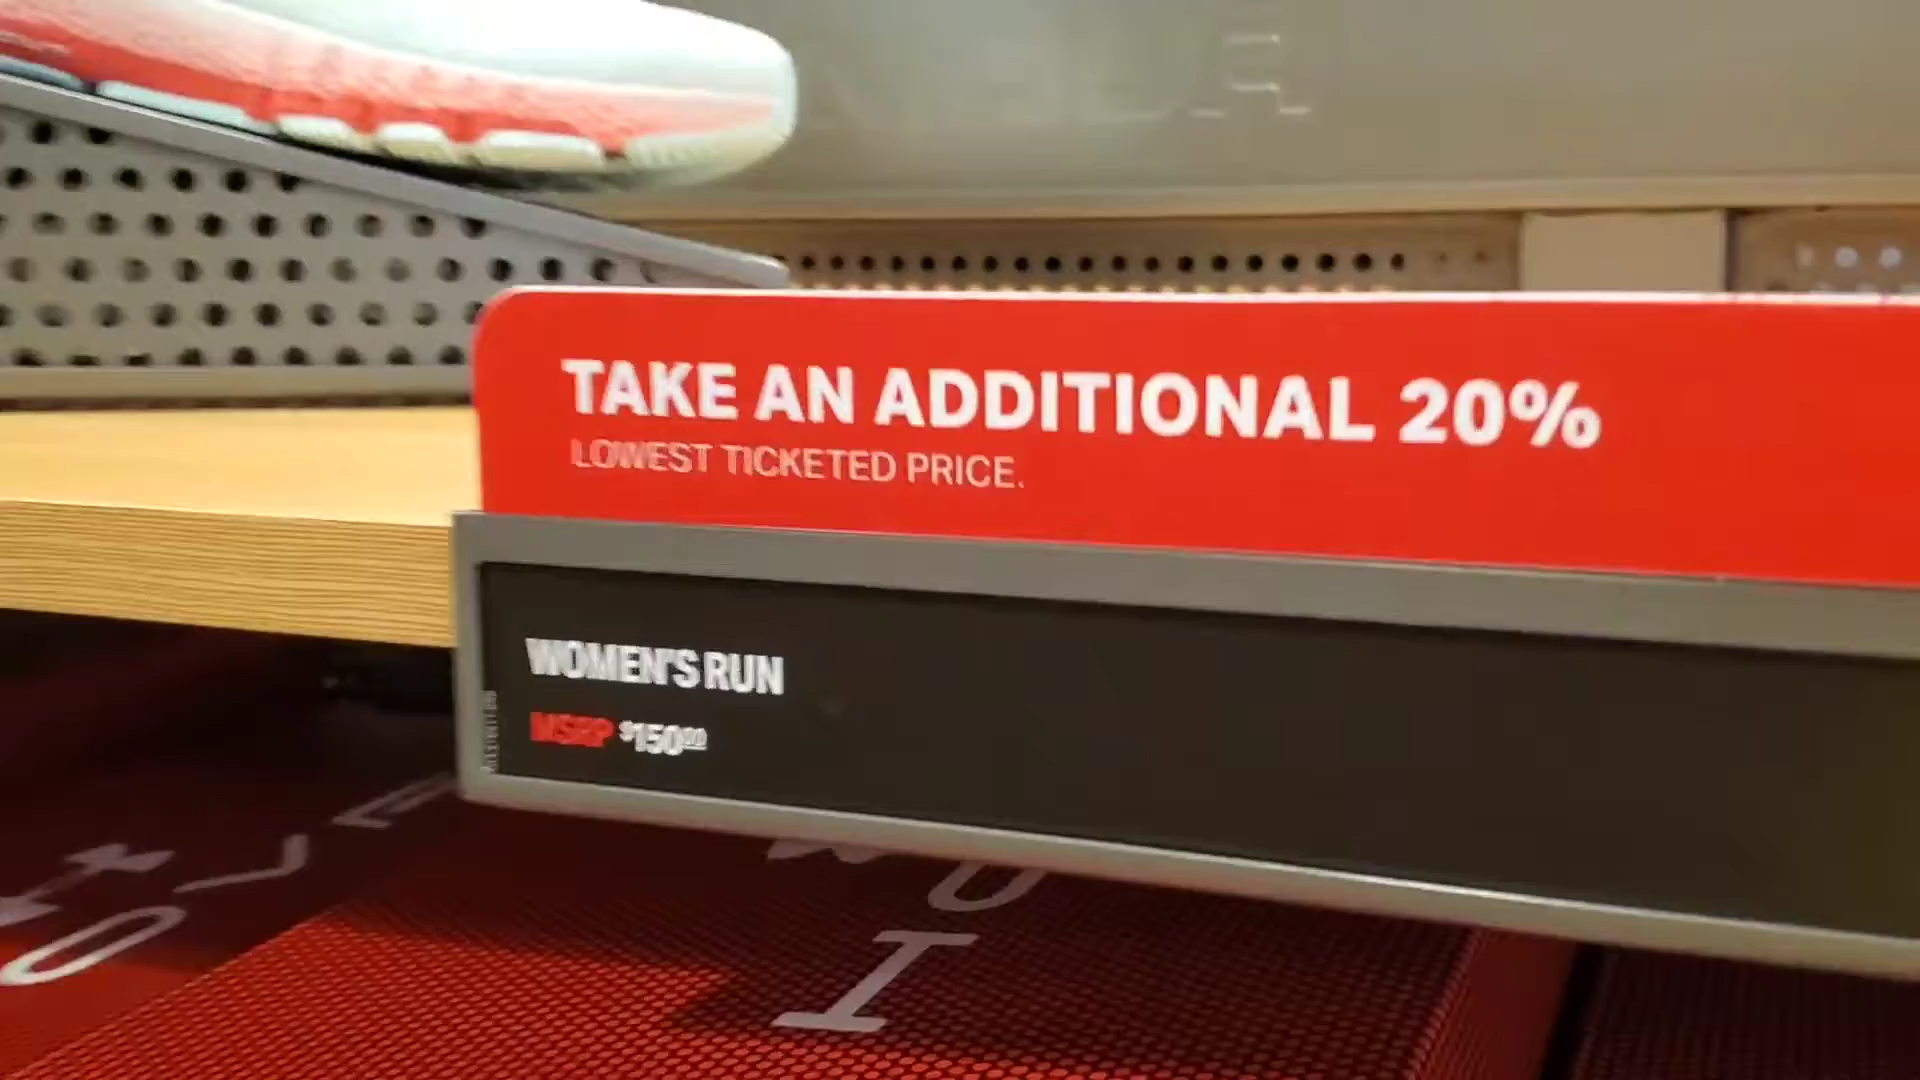 TAKE AN ADDITIONAL 20%
LOWEST TICKETED PRICE.
WOMEN'S RUN
MSRP $150.00